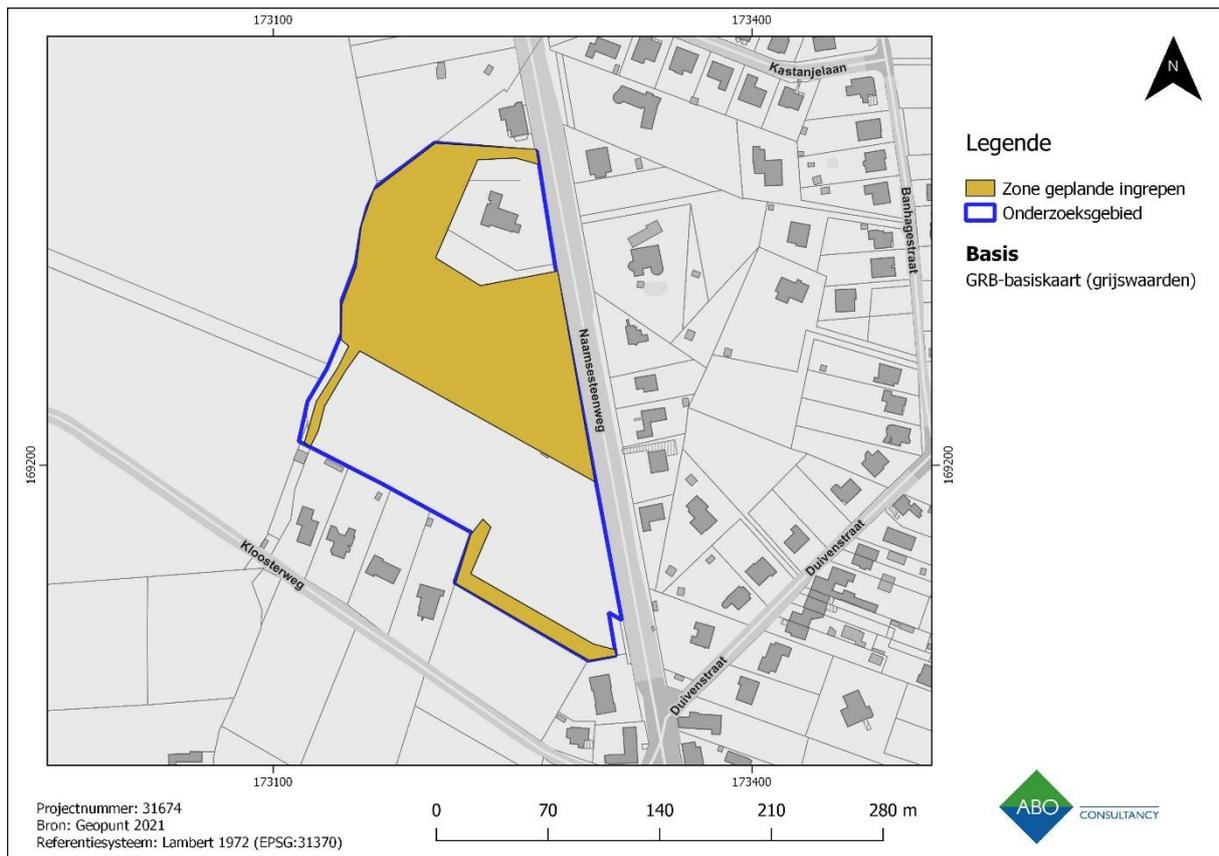 173100
173400
Kastanjelaan
N
Banhagestraat
Naamsesteenweg
169200
169200
Kloosterweg
Duivenstraat
Duivenstraat
173100
173400
Legende
Zone geplande ingrepen
Onderzoeksgebied
Basis
GRB-basiskaart (grijswaarden)
Projectnummer: 31674
Bron: Geopunt 2021
Referentiesysteem: Lambert 1972 (EPSG:31370)
0 70 140 210 280 m
ABO
CONSULTANCY